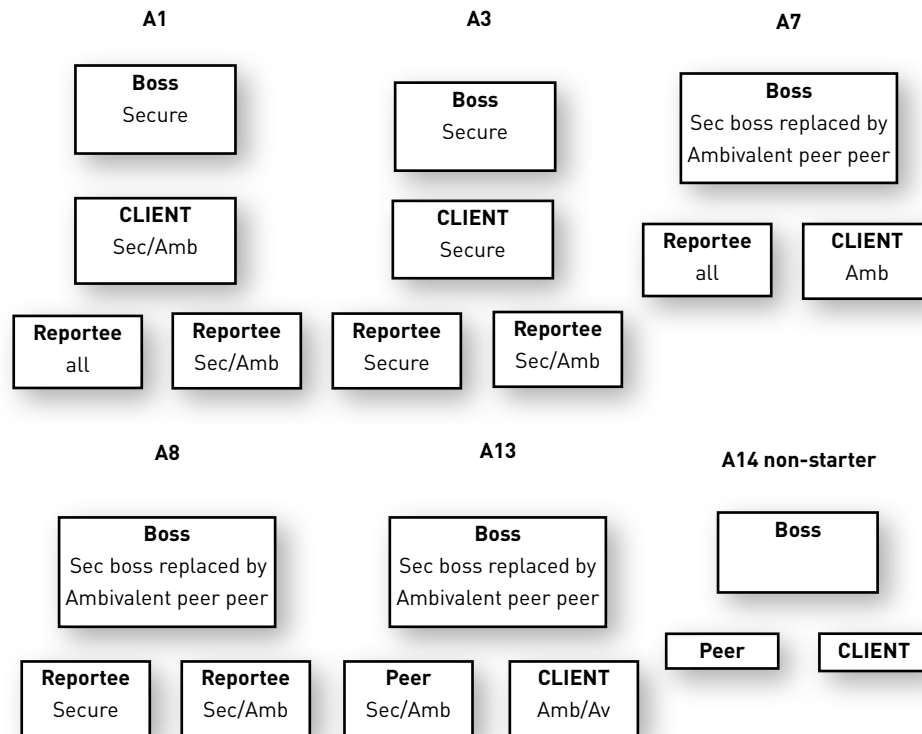 A1
Boss
Secure
CLIENT
Sec/Amb
Reportee
all
Reportee
Sec/Amb
A3
Boss
Secure
CLIENT
Secure
Reportee
Secure
Reportee
Sec/Amb
A7
Boss
Sec boss replaced by
Ambivalent peer peer
Reportee
all
CLIENT
Amb
A8
Boss
Sec boss replaced by
Ambivalent peer peer
Reportee
Secure
Reportee
Sec/Amb
A13
Boss
Sec boss replaced by
Ambivalent peer peer
Peer
Sec/Amb
CLIENT
Amb/Av
A14 non-starter
Boss
Peer
CLIENT